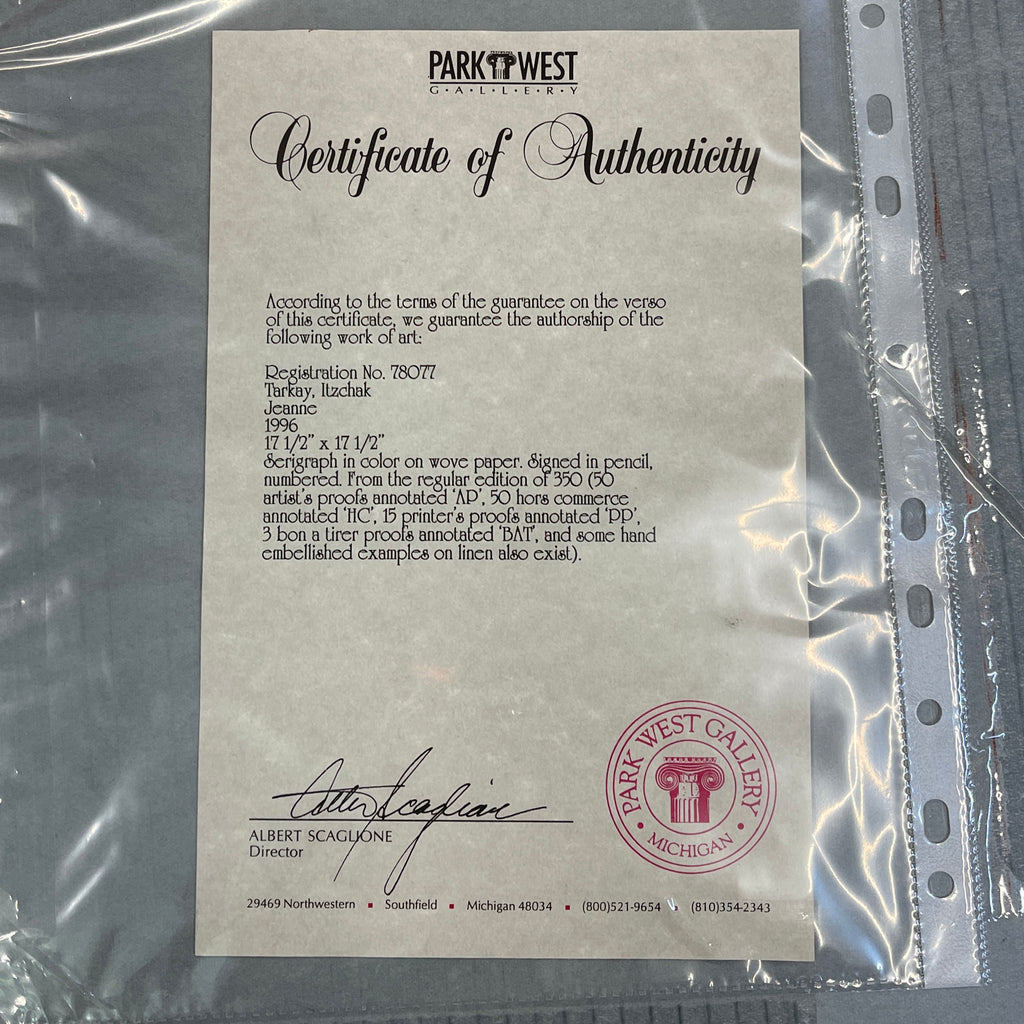 PARK WEST
G·A·L·L·E·R·Y
Certificate of Authenticity
According to the terms of the guarantee on the verso
of this certificate, we guarantee the authorship of the
following work of art:
Registration No. 78077
Tarkay, Itzchak
Jeanne
1996
17 1/2" x 17 1/2"
Serigraph in color on wove paper. Signed in pencil,
numbered. From the regular edition of 350 (50
artist's proofs annotated 'AP', 50 hors commerce
annotated 'HC', 15 printer's proofs annotated 'PP',
3 bon a tirer proofs annotated 'BAT', and some hand
embellished examples on linen also exist).
Albert Scaglione
ALBERT SCAGLIONE
Director
PARK WEST GALLERY
• MICHIGAN •
29469 Northwestern ▪ Southfield ▪ Michigan 48034 ▪ (800)521-9654 ▪ (810)354-2343